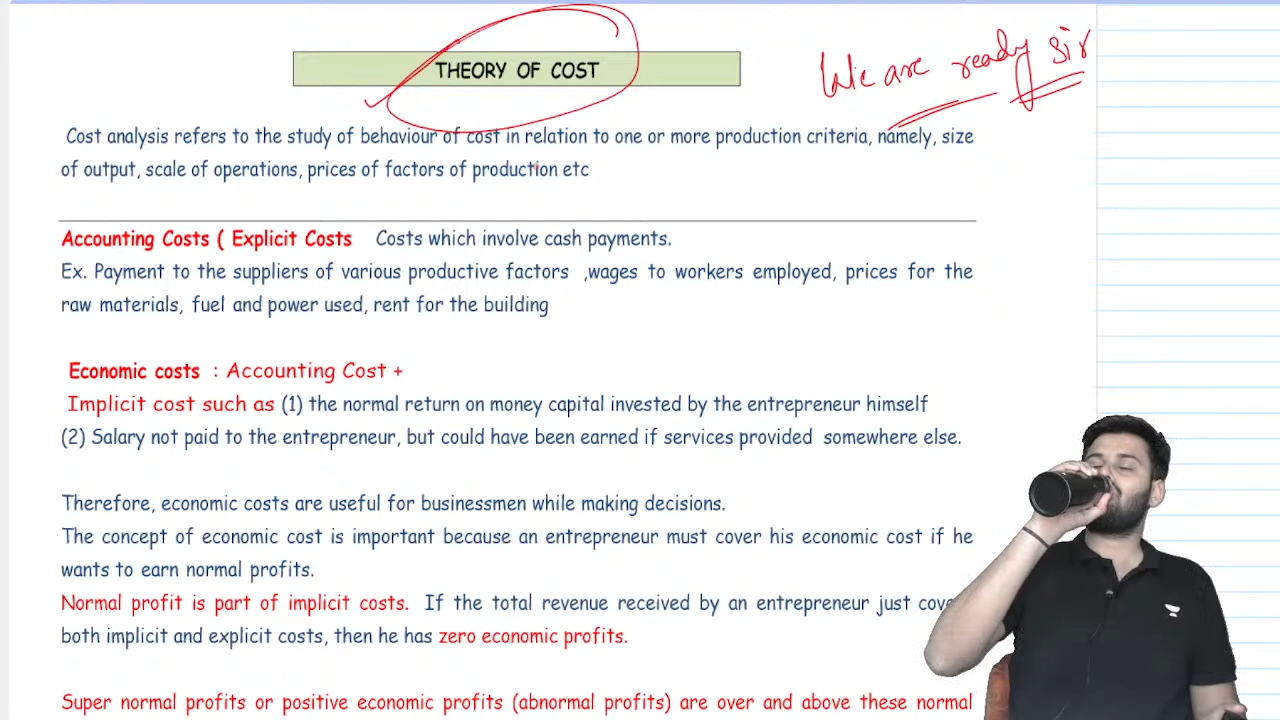 THEORY OF COST
We are ready sir
Cost analysis refers to the study of behaviour of cost in relation to one or more production criteria, namely, size
of output, scale of operations, prices of factors of production etc
Accounting Costs ( Explicit Costs Costs which involve cash payments.
Ex. Payment to the suppliers of various productive factors ,wages to workers employed, prices for the
raw materials, fuel and power used, rent for the building
Economic costs : Accounting Cost +
Implicit cost such as (1) the normal return on money capital invested by the entrepreneur himself
(2) Salary not paid to the entrepreneur, but could have been earned if services provided somewhere else.
Therefore, economic costs are useful for businessmen while making decisions.
The concept of economic cost is important because an entrepreneur must cover his economic cost if he
wants to earn normal profits.
Normal profit is part of implicit costs. If the total revenue received by an entrepreneur just cove
both implicit and explicit costs, then he has zero economic profits.
Super normal profits or positive economic profits (abnormal profits) are over and above these normal